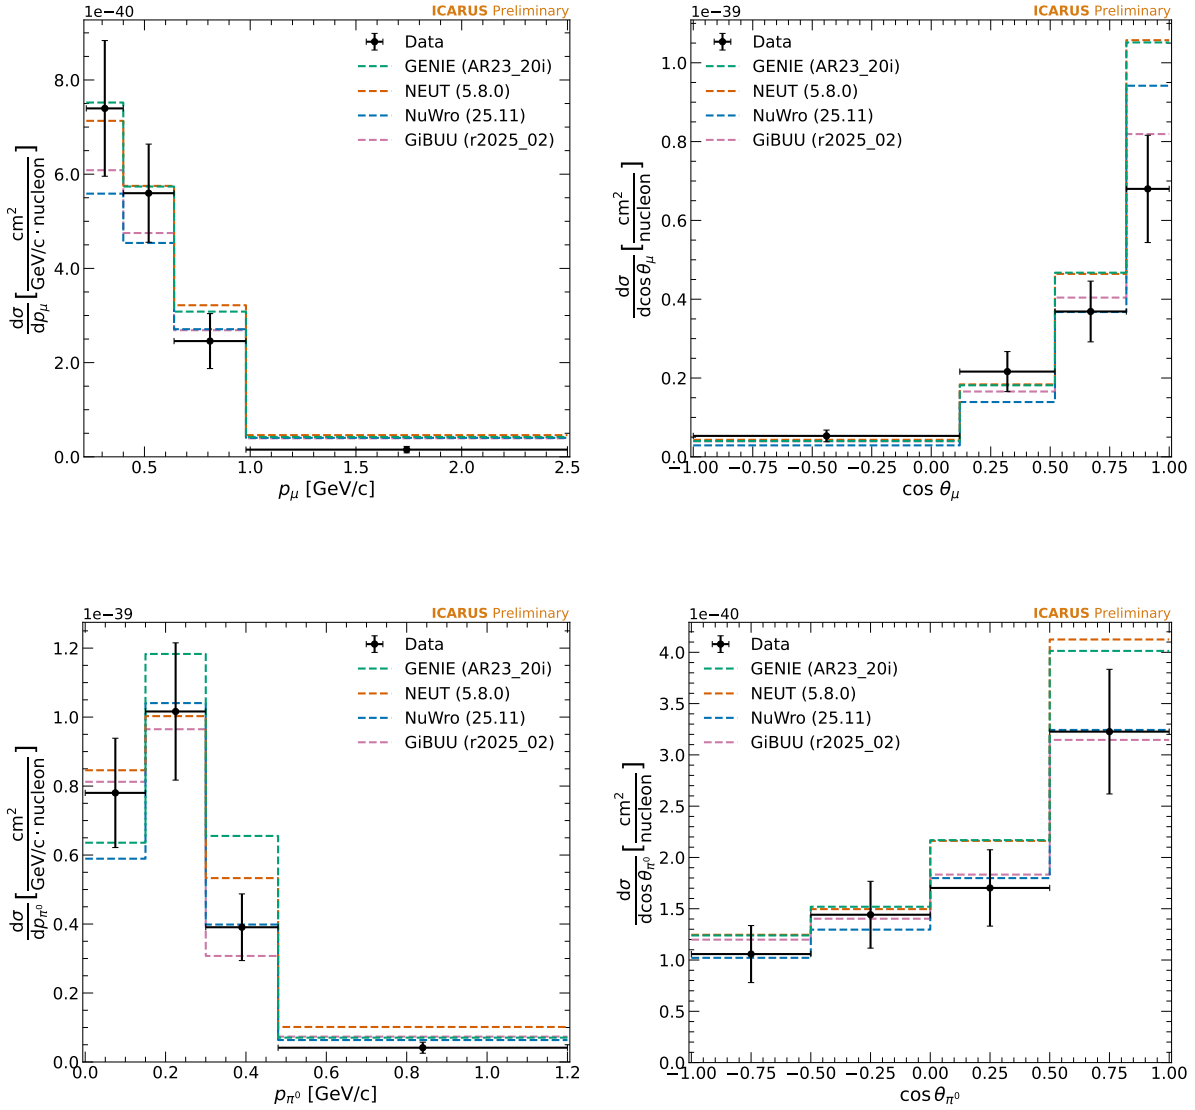 1e−40
ICARUS Preliminary
Data
GENIE (AR23_20i)
NEUT (5.8.0)
NuWro (25.11)
GiBUU (r2025_02)
8.0
6.0
4.0
2.0
0.0
dσ/dpμ [cm²/GeV/c · nucleon]
0.5 1.0 1.5 2.0 2.5
pμ [GeV/c]
1e−39
ICARUS Preliminary
Data
GENIE (AR23_20i)
NEUT (5.8.0)
NuWro (25.11)
GiBUU (r2025_02)
1.0
0.8
0.6
0.4
0.2
0.0
dσ/dcos θμ [cm²/nucleon]
−1.00 −0.75 −0.50 −0.25 0.00 0.25 0.50 0.75 1.00
cos θμ
1e−39
ICARUS Preliminary
Data
GENIE (AR23_20i)
NEUT (5.8.0)
NuWro (25.11)
GiBUU (r2025_02)
1.2
1.0
0.8
0.6
0.4
0.2
0.0
dσ/dpπ⁰ [cm²/GeV/c · nucleon]
0.0 0.2 0.4 0.6 0.8 1.0 1.2
pπ⁰ [GeV/c]
1e−40
ICARUS Preliminary
Data
GENIE (AR23_20i)
NEUT (5.8.0)
NuWro (25.11)
GiBUU (r2025_02)
4.0
3.5
3.0
2.5
2.0
1.5
1.0
0.5
0.0
dσ/dcos θπ⁰ [cm²/nucleon]
−1.00 −0.75 −0.50 −0.25 0.00 0.25 0.50 0.75 1.00
cos θπ⁰